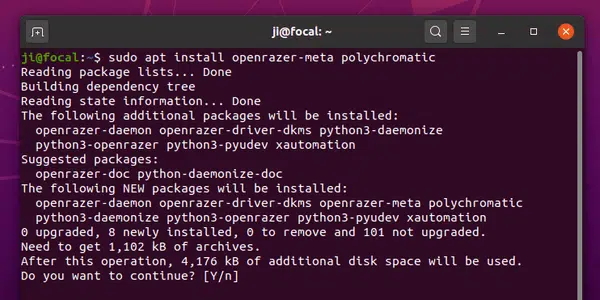 ji@focal: ~
ji@focal:~$ sudo apt install openrazer-meta polychromatic
Reading package lists... Done
Building dependency tree
Reading state information... Done
The following additional packages will be installed:
  openrazer-daemon openrazer-driver-dkms python3-daemonize
  python3-openrazer python3-pyudev xautomation
Suggested packages:
  openrazer-doc python-daemonize-doc
The following NEW packages will be installed:
  openrazer-daemon openrazer-driver-dkms openrazer-meta polychromatic
  python3-daemonize python3-openrazer python3-pyudev xautomation
0 upgraded, 8 newly installed, 0 to remove and 101 not upgraded.
Need to get 1,102 kB of archives.
After this operation, 4,176 kB of additional disk space will be used.
Do you want to continue? [Y/n]